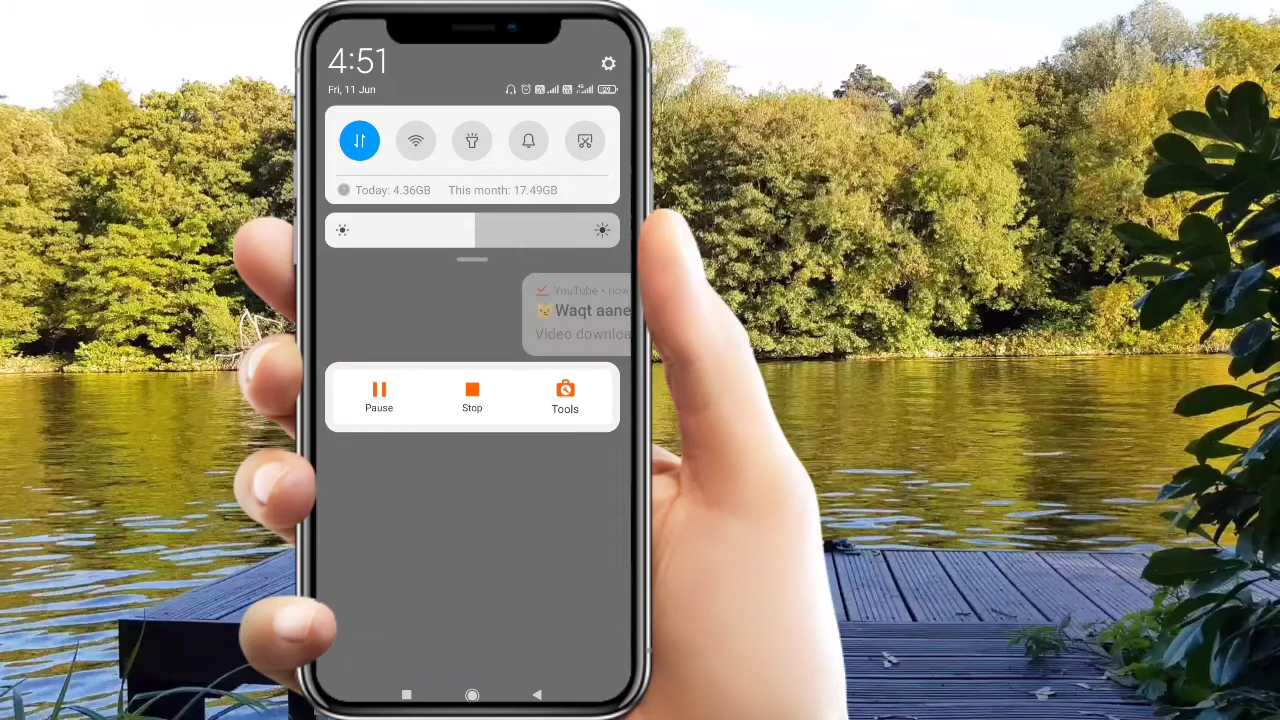 4:51
Fri, 11 Jun
29
Today: 4.36GB This month: 17.49GB
YouTube • now
Waqt aane
Video downloa
Pause Stop Tools